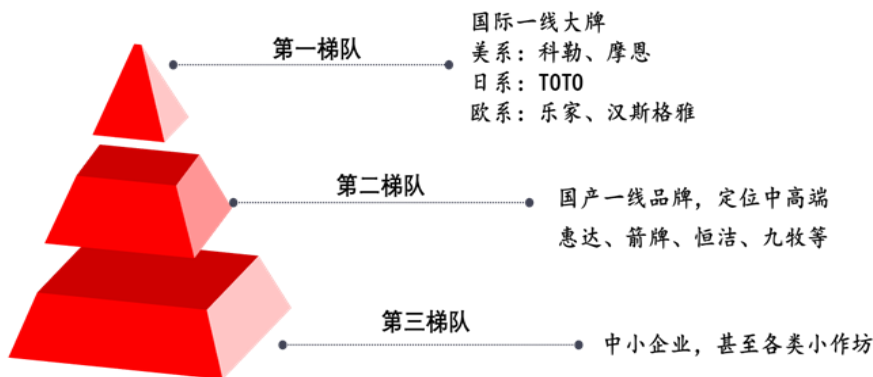 第一梯队
国际一线大牌
美系：科勒、摩恩
日系：TOTO
欧系：乐家、汉斯格雅
第二梯队
国产一线品牌，定位中高端
惠达、箭牌、恒洁、九牧等
第三梯队
中小企业，甚至各类小作坊